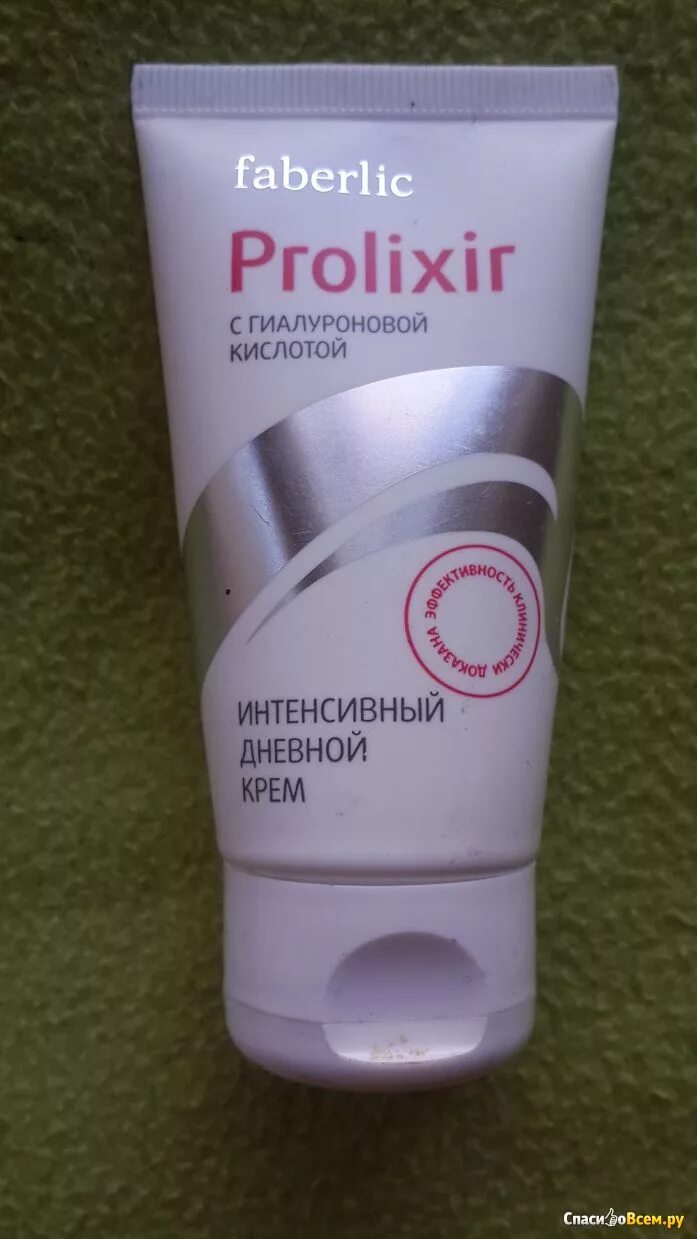 faberlic
Prolixir
С ГИАЛУРОНОВОЙ
КИСЛОТОЙ
ЭФФЕКТИВНОСТЬ КЛИНИЧЕСКИ ДОКАЗАНА
ИНТЕНСИВНЫЙ
ДНЕВНОЙ
КРЕМ
СпасибоВсем.ру